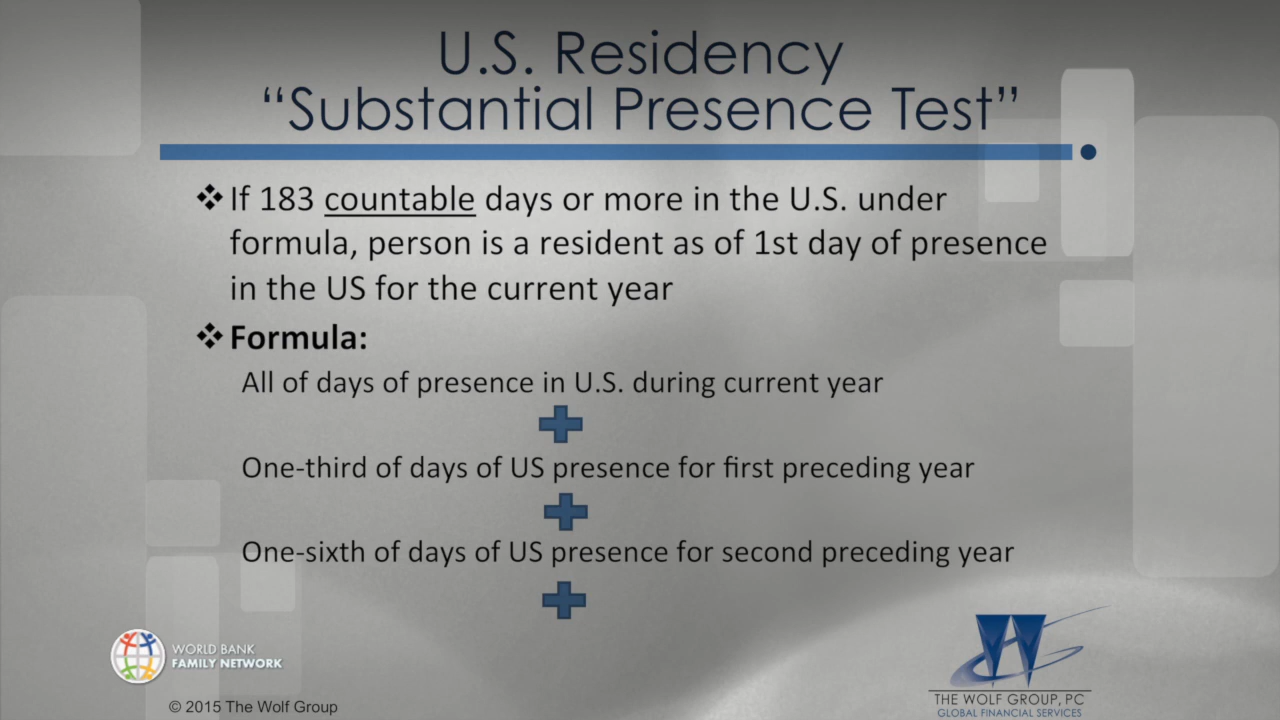 U.S. Residency
“Substantial Presence Test”
If 183 countable days or more in the U.S. under
formula, person is a resident as of 1st day of presence
in the US for the current year
Formula:
All of days of presence in U.S. during current year
One-third of days of US presence for first preceding year
One-sixth of days of US presence for second preceding year
WORLD BANK
FAMILY NETWORK
© 2015 The Wolf Group
THE WOLF GROUP, PC
GLOBAL FINANCIAL SERVICES